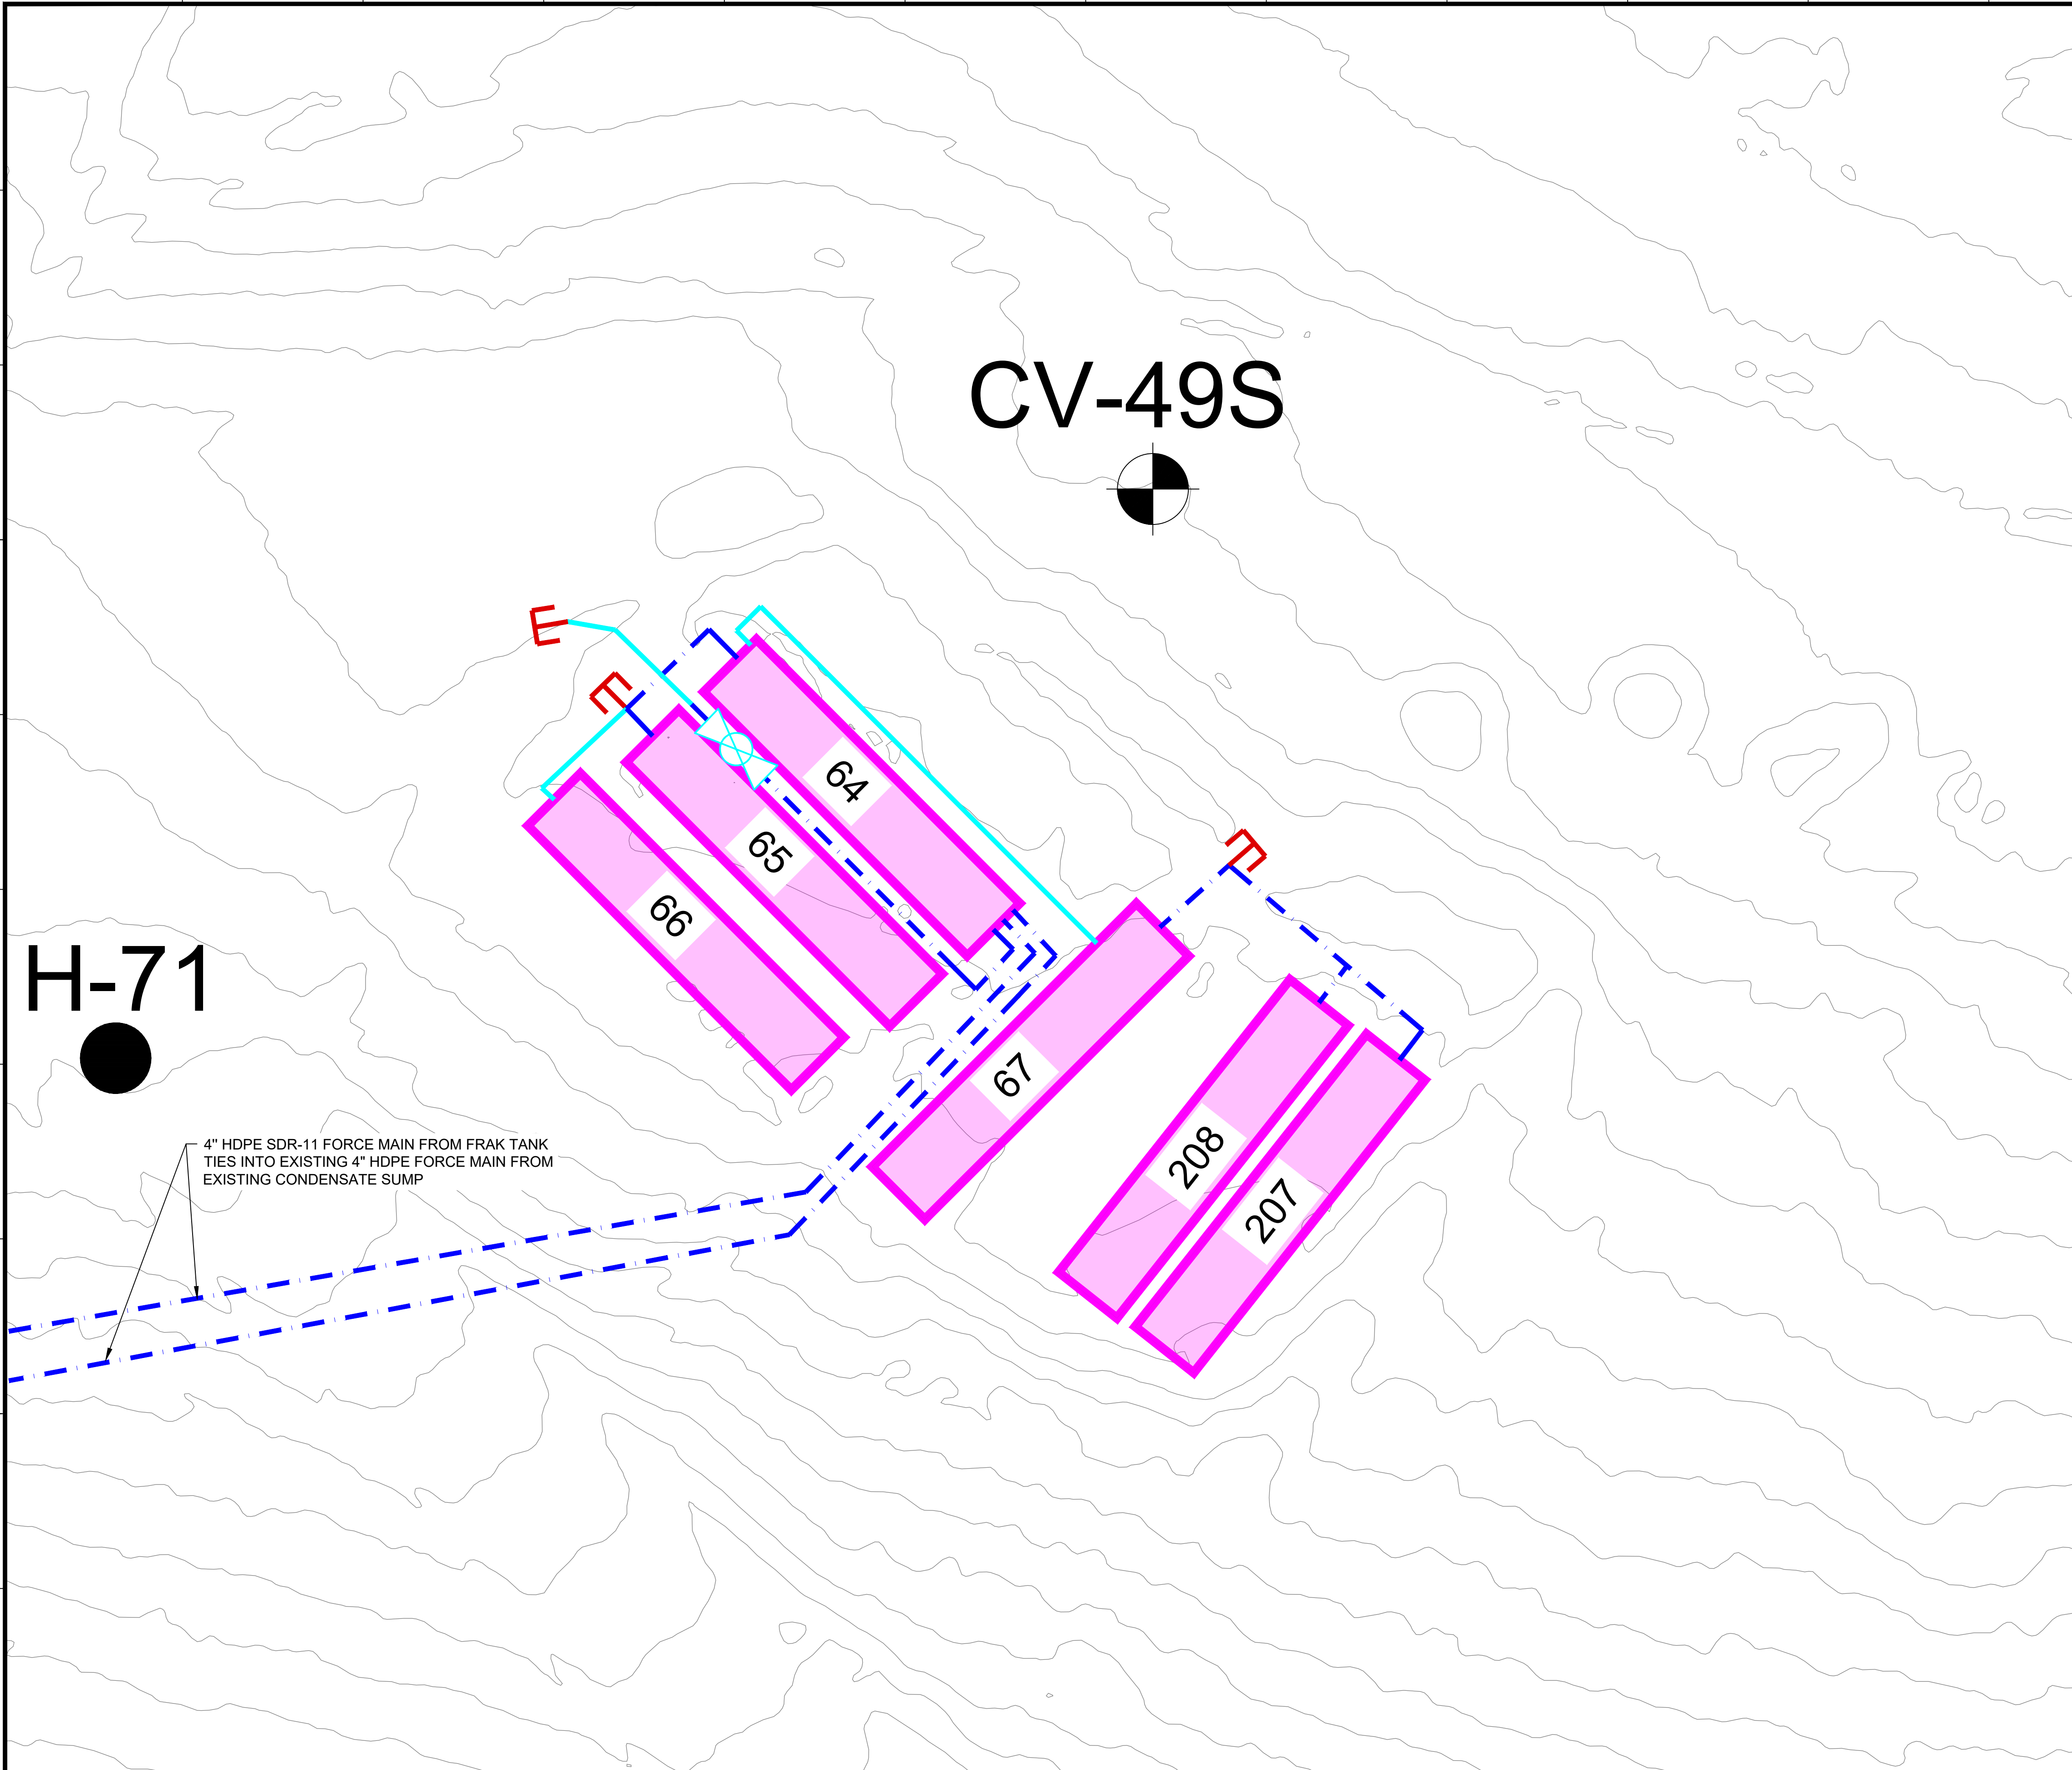 CV-49S
64
65
66
H-71
67
208
207
4" HDPE SDR-11 FORCE MAIN FROM FRAK TANK
TIES INTO EXISTING 4" HDPE FORCE MAIN FROM
EXISTING CONDENSATE SUMP